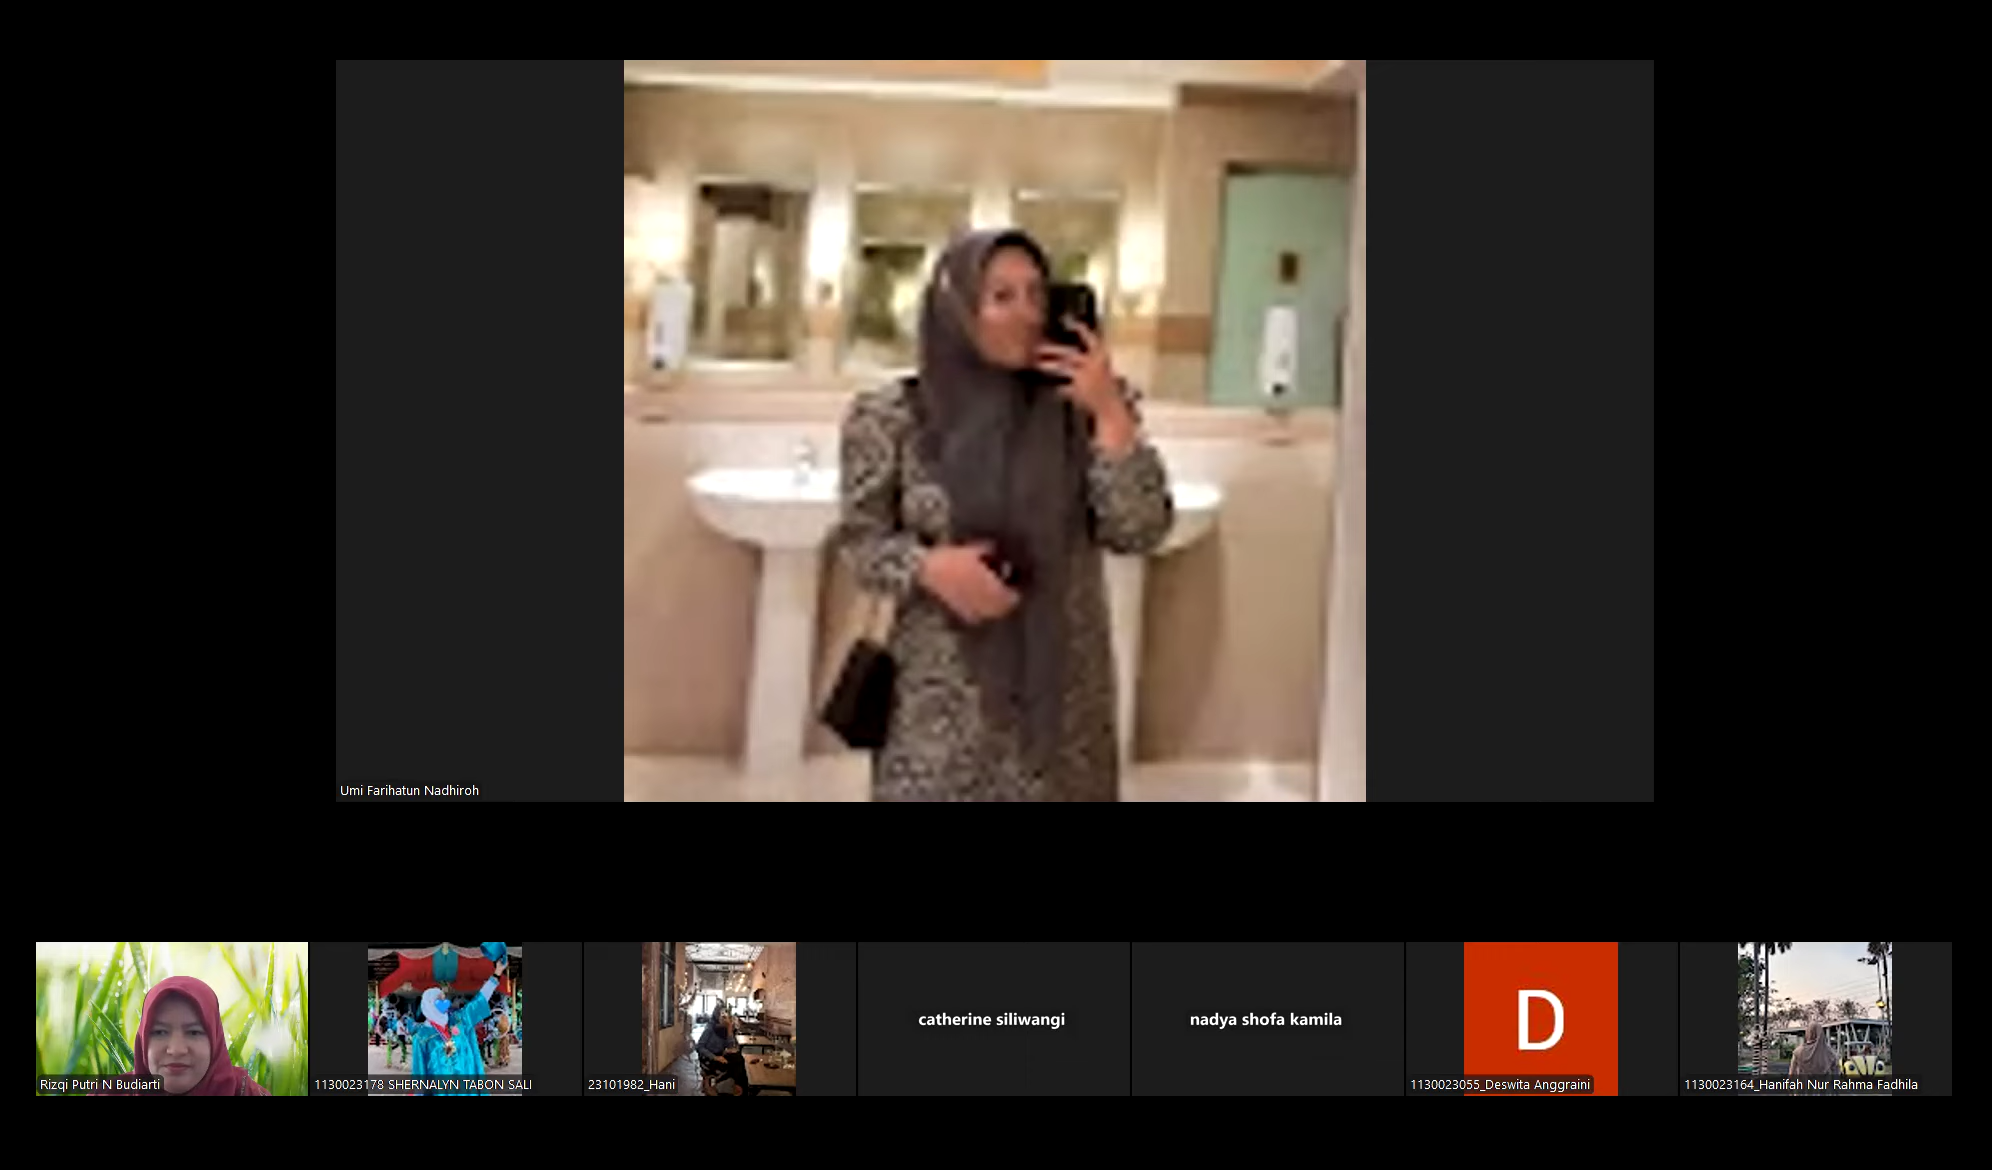 Umi Farihatun Nadhiroh
Rizqi Putri N Budiarti
1130023178 SHERNALYN TABON SALI
23101982_Hani
catherine siliwangi
nadya shofa kamila
D
1130023055_Deswita Anggraini
1130023164_Hanifah Nur Rahma Fadhila